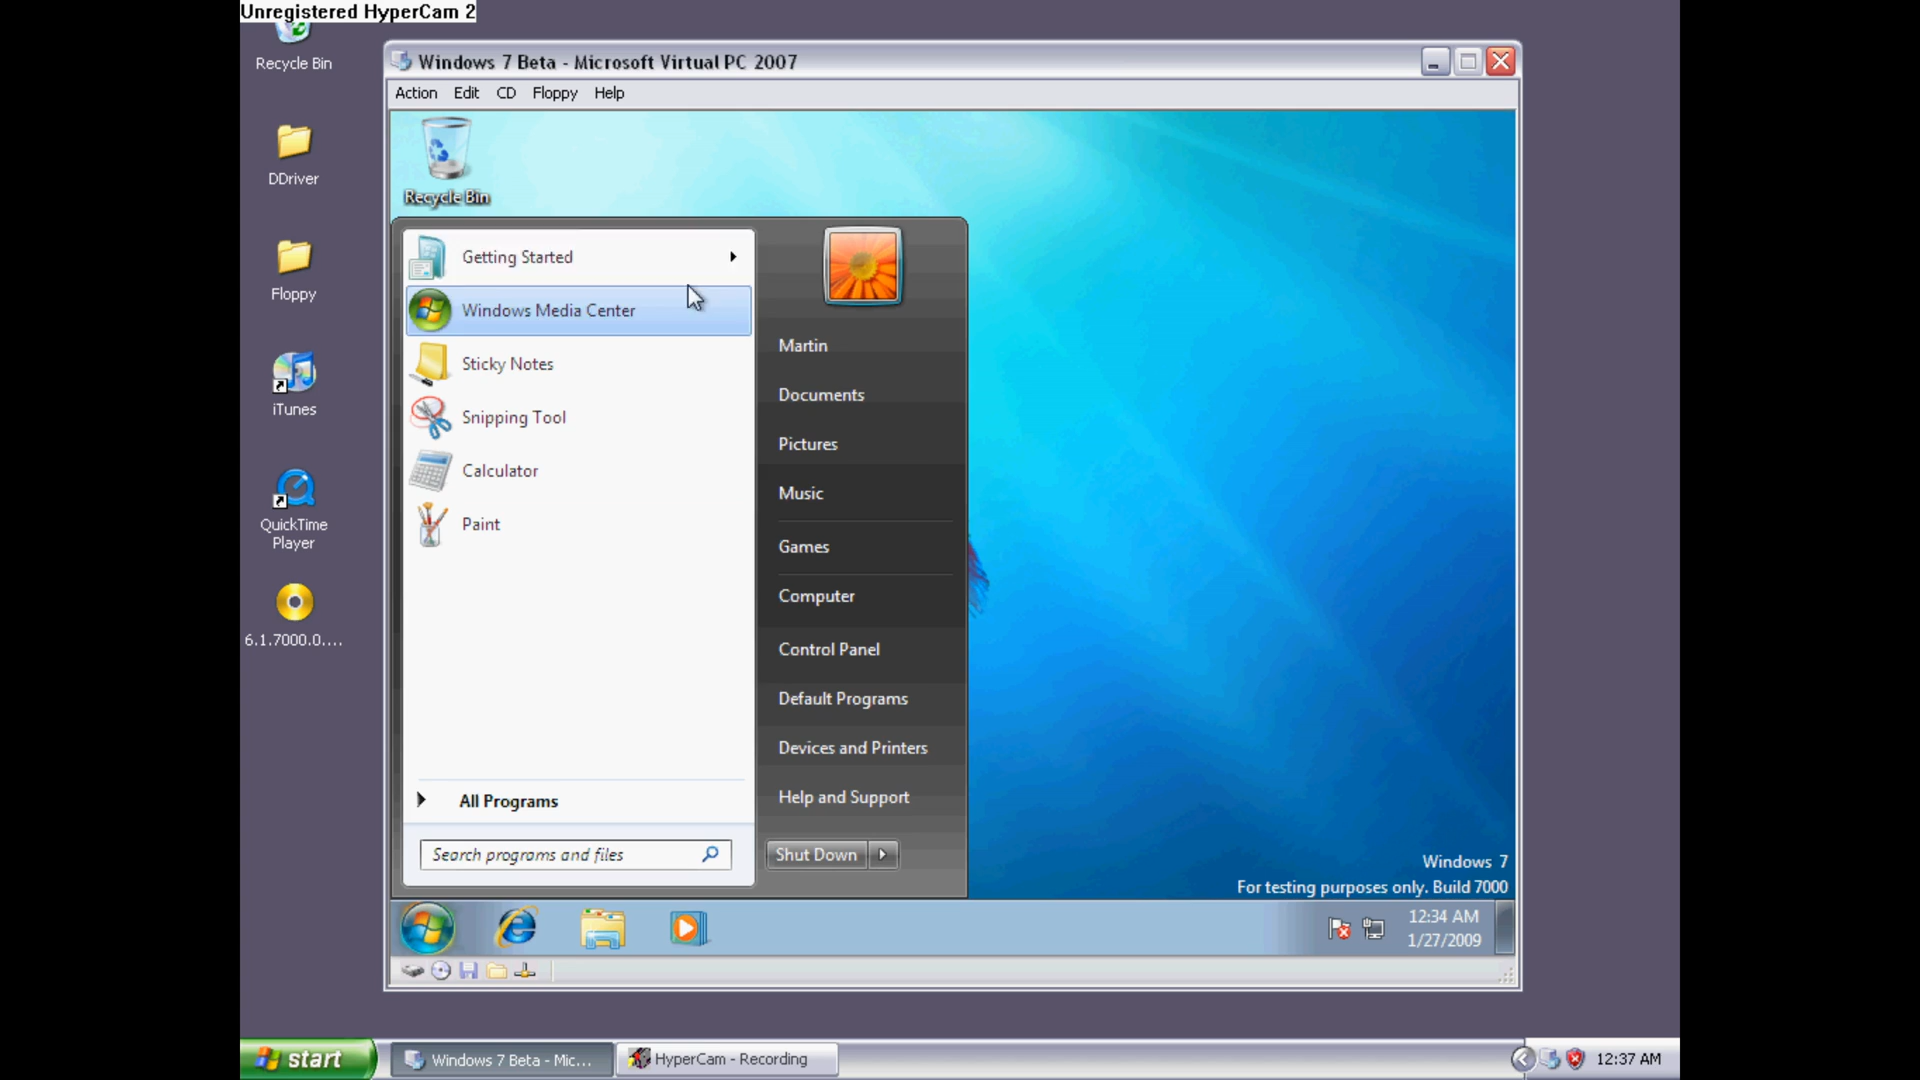 Unregistered HyperCam 2
Recycle Bin
DDriver
Floppy
iTunes
QuickTime
Player
6.1.7000.0....
Windows 7 Beta - Microsoft Virtual PC 2007
Action Edit CD Floppy Help
Recycle Bin
Getting Started
Windows Media Center
Sticky Notes
Snipping Tool
Calculator
Paint
All Programs
Search programs and files
Martin
Documents
Pictures
Music
Games
Computer
Control Panel
Default Programs
Devices and Printers
Help and Support
Shut Down
Windows 7
For testing purposes only. Build 7000
12:34 AM
1/27/2009
start
Windows 7 Beta - Mic...
HyperCam - Recording
12:37 AM